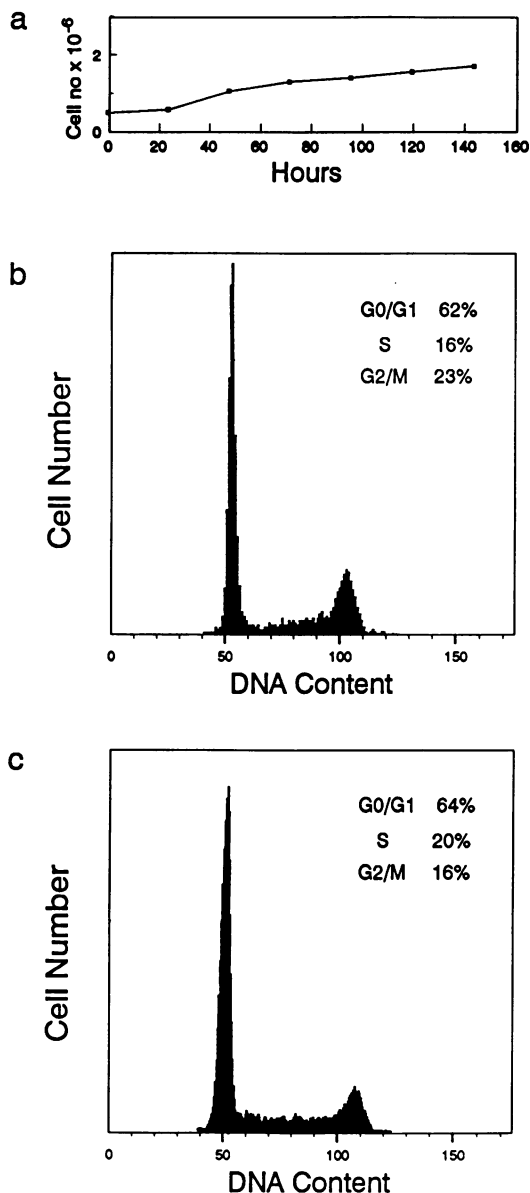 a
Cell no x 10⁻⁶
2
0
0 20 40 60 80 100 120 140 160
Hours
b
Cell Number
G0/G1 62%
S 16%
G2/M 23%
0 50 100 150
DNA Content
c
Cell Number
G0/G1 64%
S 20%
G2/M 16%
0 50 100 150
DNA Content